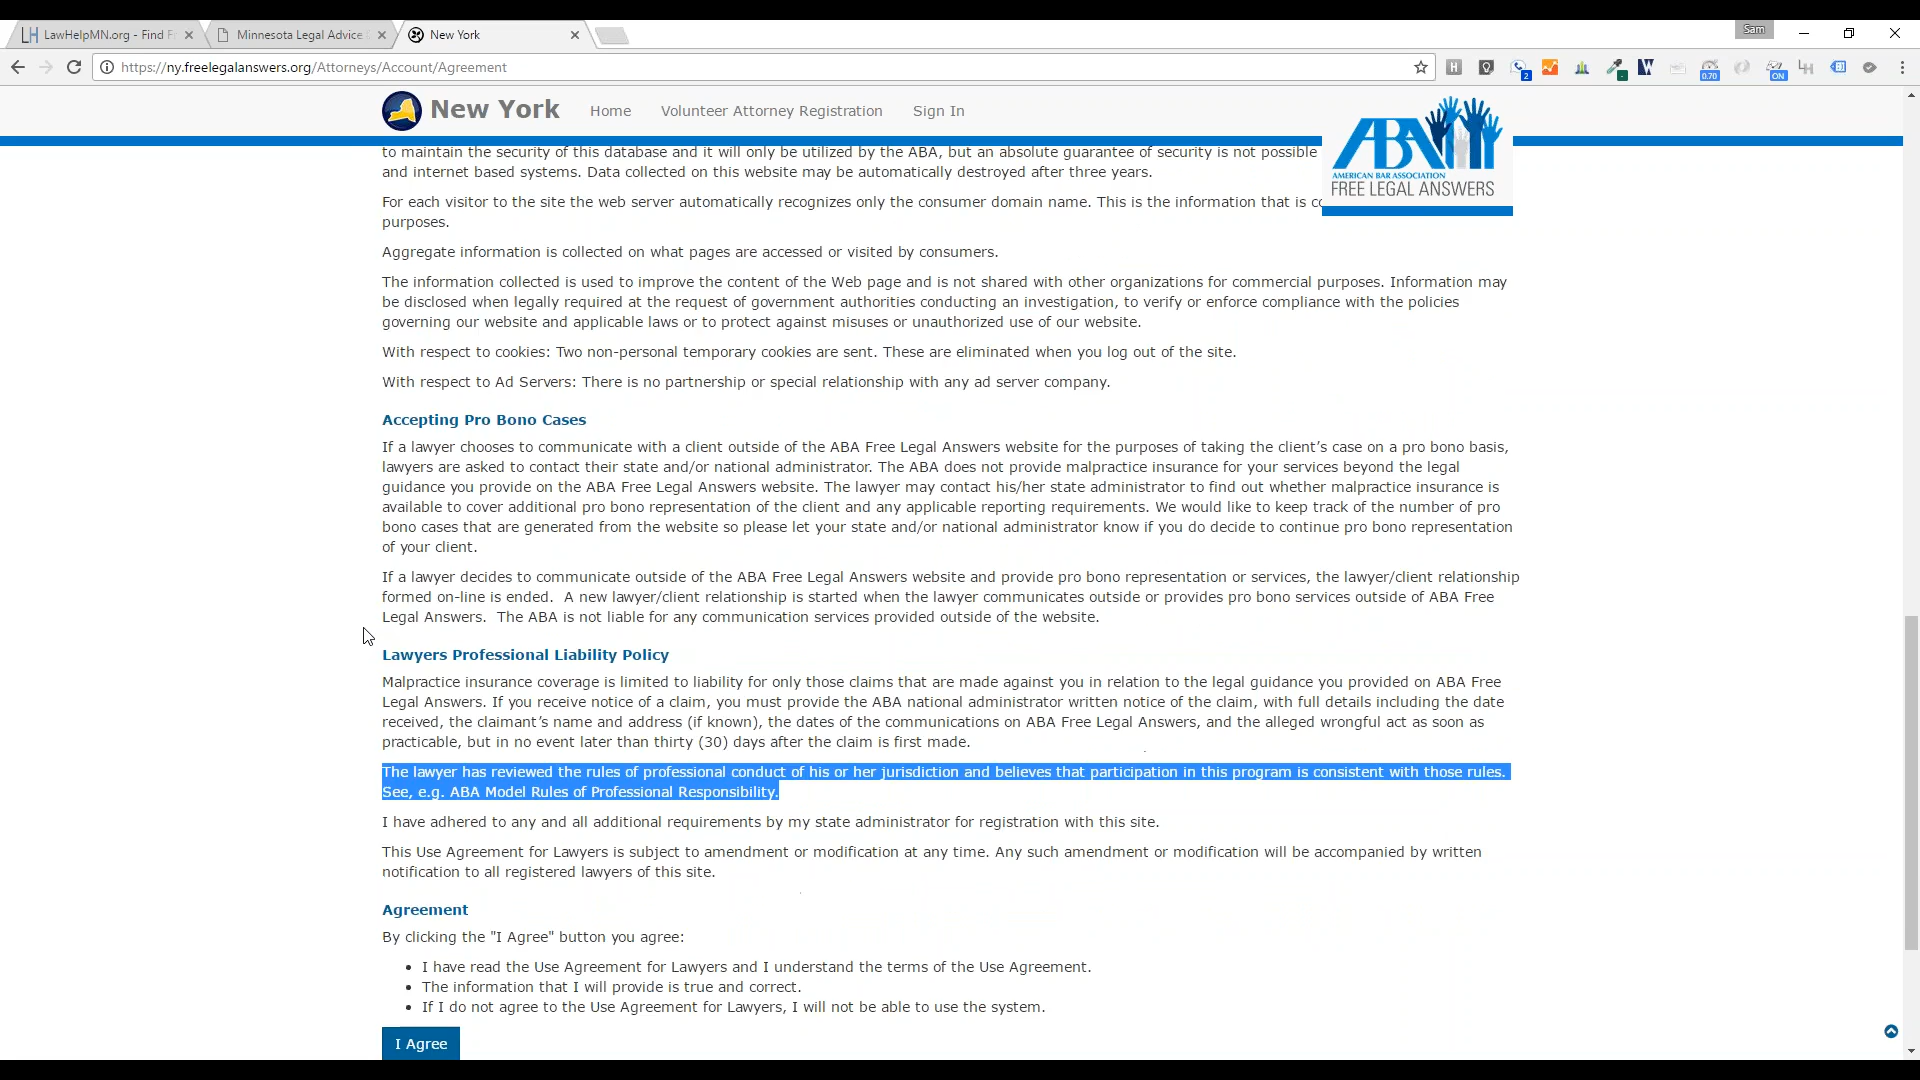 LawHelpMN.org - Find F
Minnesota Legal Advice
New York
Sam
https://ny.freelegalanswers.org/Attorneys/Account/Agreement
H
2
W
0.70
ON
New York
Home
Volunteer Attorney Registration
Sign In
ABA
AMERICAN BAR ASSOCIATION
FREE LEGAL ANSWERS
to maintain the security of this database and it will only be utilized by the ABA, but an absolute guarantee of security is not possible
and internet based systems. Data collected on this website may be automatically destroyed after three years.
For each visitor to the site the web server automatically recognizes only the consumer domain name. This is the information that is
purposes.
Aggregate information is collected on what pages are accessed or visited by consumers.
The information collected is used to improve the content of the Web page and is not shared with other organizations for commercial purposes. Information may
be disclosed when legally required at the request of government authorities conducting an investigation, to verify or enforce compliance with the policies
governing our website and applicable laws or to protect against misuses or unauthorized use of our website.
With respect to cookies: Two non-personal temporary cookies are sent. These are eliminated when you log out of the site.
With respect to Ad Servers: There is no partnership or special relationship with any ad server company.
Accepting Pro Bono Cases
If a lawyer chooses to communicate with a client outside of the ABA Free Legal Answers website for the purposes of taking the client's case on a pro bono basis,
lawyers are asked to contact their state and/or national administrator. The ABA does not provide malpractice insurance for your services beyond the legal
guidance you provide on the ABA Free Legal Answers website. The lawyer may contact his/her state administrator to find out whether malpractice insurance is
available to cover additional pro bono representation of the client and any applicable reporting requirements. We would like to keep track of the number of pro
bono cases that are generated from the website so please let your state and/or national administrator know if you do decide to continue pro bono representation
of your client.
If a lawyer decides to communicate outside of the ABA Free Legal Answers website and provide pro bono representation or services, the lawyer/client relationship
formed on-line is ended. A new lawyer/client relationship is started when the lawyer communicates outside or provides pro bono services outside of ABA Free
Legal Answers. The ABA is not liable for any communication services provided outside of the website.
Lawyers Professional Liability Policy
Malpractice insurance coverage is limited to liability for only those claims that are made against you in relation to the legal guidance you provided on ABA Free
Legal Answers. If you receive notice of a claim, you must provide the ABA national administrator written notice of the claim, with full details including the date
received, the claimant's name and address (if known), the dates of the communications on ABA Free Legal Answers, and the alleged wrongful act as soon as
practicable, but in no event later than thirty (30) days after the claim is first made.
The lawyer has reviewed the rules of professional conduct of his or her jurisdiction and believes that participation in this program is consistent with those rules.
See, e.g. ABA Model Rules of Professional Responsibility.
I have adhered to any and all additional requirements by my state administrator for registration with this site.
This Use Agreement for Lawyers is subject to amendment or modification at any time. Any such amendment or modification will be accompanied by written
notification to all registered lawyers of this site.
Agreement
By clicking the "I Agree" button you agree:
• I have read the Use Agreement for Lawyers and I understand the terms of the Use Agreement.
• The information that I will provide is true and correct.
• If I do not agree to the Use Agreement for Lawyers, I will not be able to use the system.
I Agree